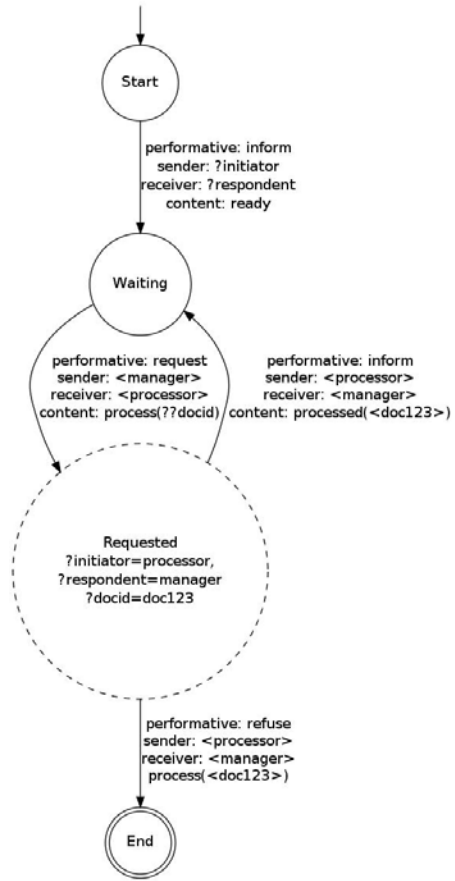 Start
performative: inform
sender: ?initiator
receiver: ?respondent
content: ready
Waiting
performative: request
sender: <manager>
receiver: <processor>
content: process(??docid)
performative: inform
sender: <processor>
receiver: <manager>
content: processed(<doc123>)
Requested
?initiator=processor,
?respondent=manager
?docid=doc123
performative: refuse
sender: <processor>
receiver: <manager>
process(<doc123>)
End